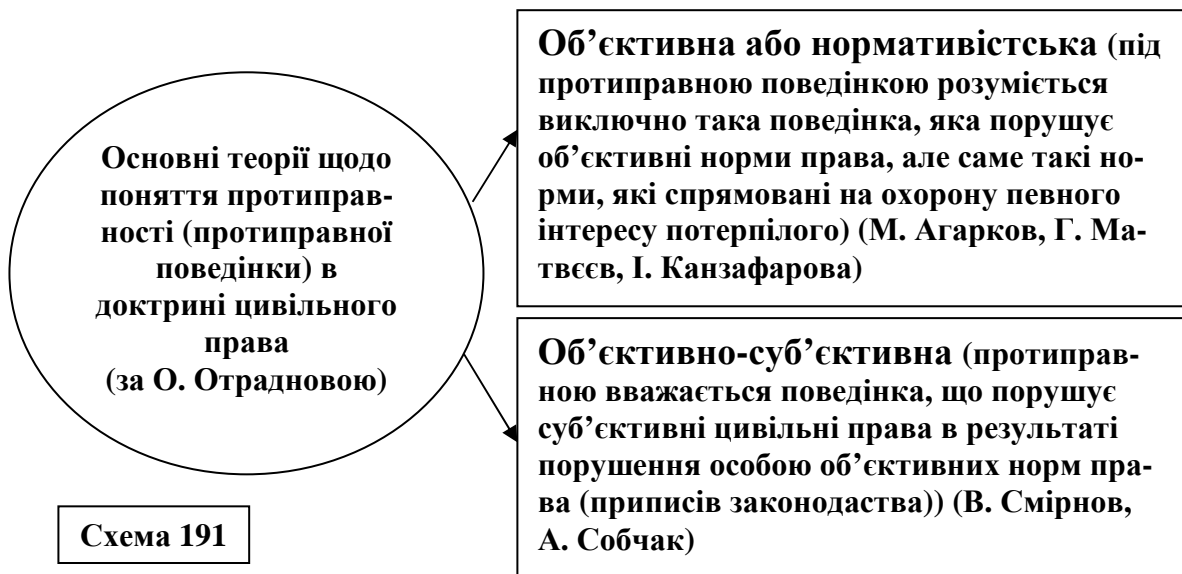 Основні теорії щодо
поняття протиправ-
ності (протиправної
поведінки) в
доктрині цивільного
права
(за О. Отрадновою)
Об’єктивна або нормативістська (під
протиправною поведінкою розуміється
виключно така поведінка, яка порушує
об’єктивні норми права, але саме такі но-
рми, які спрямовані на охорону певного
інтересу потерпілого) (М. Агарков, Г. Ма-
твєєв, І. Канзафарова)
Об’єктивно-суб’єктивна (протиправ-
ною вважається поведінка, що порушує
суб’єктивні цивільні права в результаті
порушення особою об’єктивних норм пра-
ва (приписів законодаства)) (В. Смірнов,
А. Собчак)
Схема 191